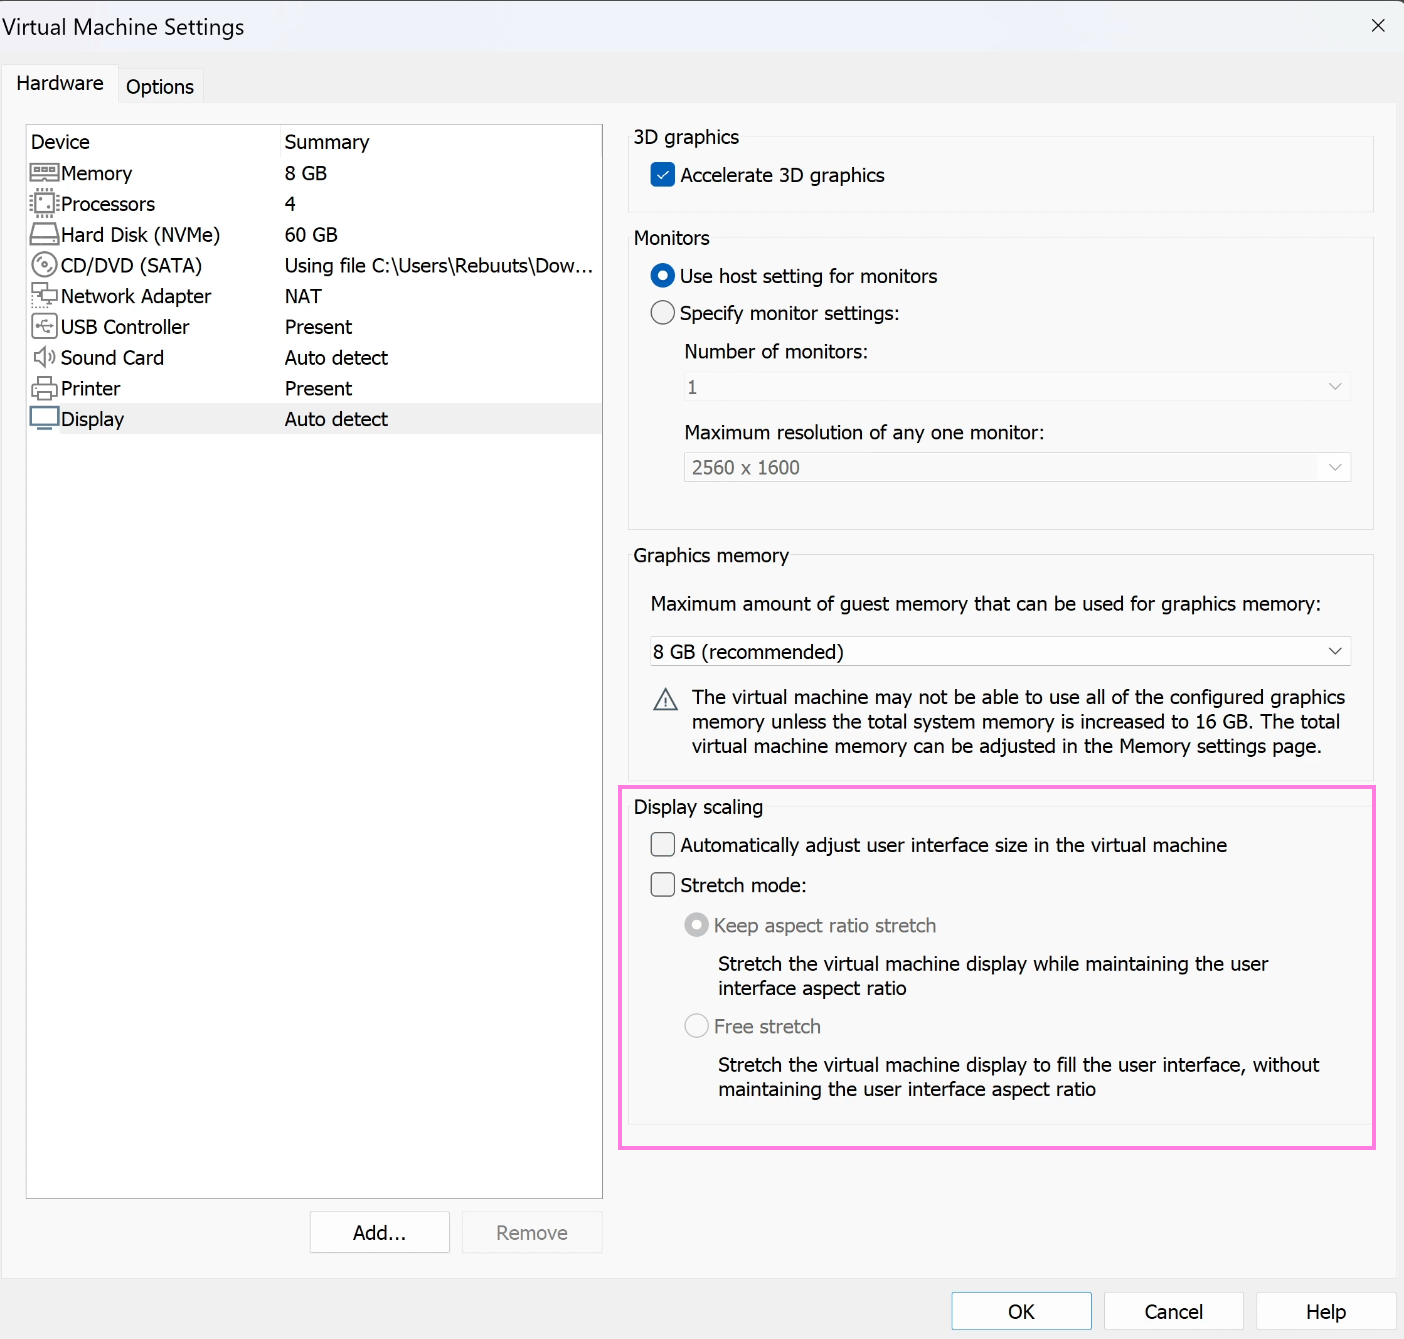 Virtual Machine Settings
Hardware
Options
Device Summary
Memory 8 GB
Processors 4
Hard Disk (NVMe) 60 GB
CD/DVD (SATA) Using file C:\Users\Rebuuts\Dow...
Network Adapter NAT
USB Controller Present
Sound Card Auto detect
Printer Present
Display Auto detect
Add...
Remove
3D graphics
Accelerate 3D graphics
Monitors
Use host setting for monitors
Specify monitor settings:
Number of monitors:
1
Maximum resolution of any one monitor:
2560 x 1600
Graphics memory
Maximum amount of guest memory that can be used for graphics memory:
8 GB (recommended)
The virtual machine may not be able to use all of the configured graphics
memory unless the total system memory is increased to 16 GB. The total
virtual machine memory can be adjusted in the Memory settings page.
Display scaling
Automatically adjust user interface size in the virtual machine
Stretch mode:
Keep aspect ratio stretch
Stretch the virtual machine display while maintaining the user
interface aspect ratio
Free stretch
Stretch the virtual machine display to fill the user interface, without
maintaining the user interface aspect ratio
OK
Cancel
Help